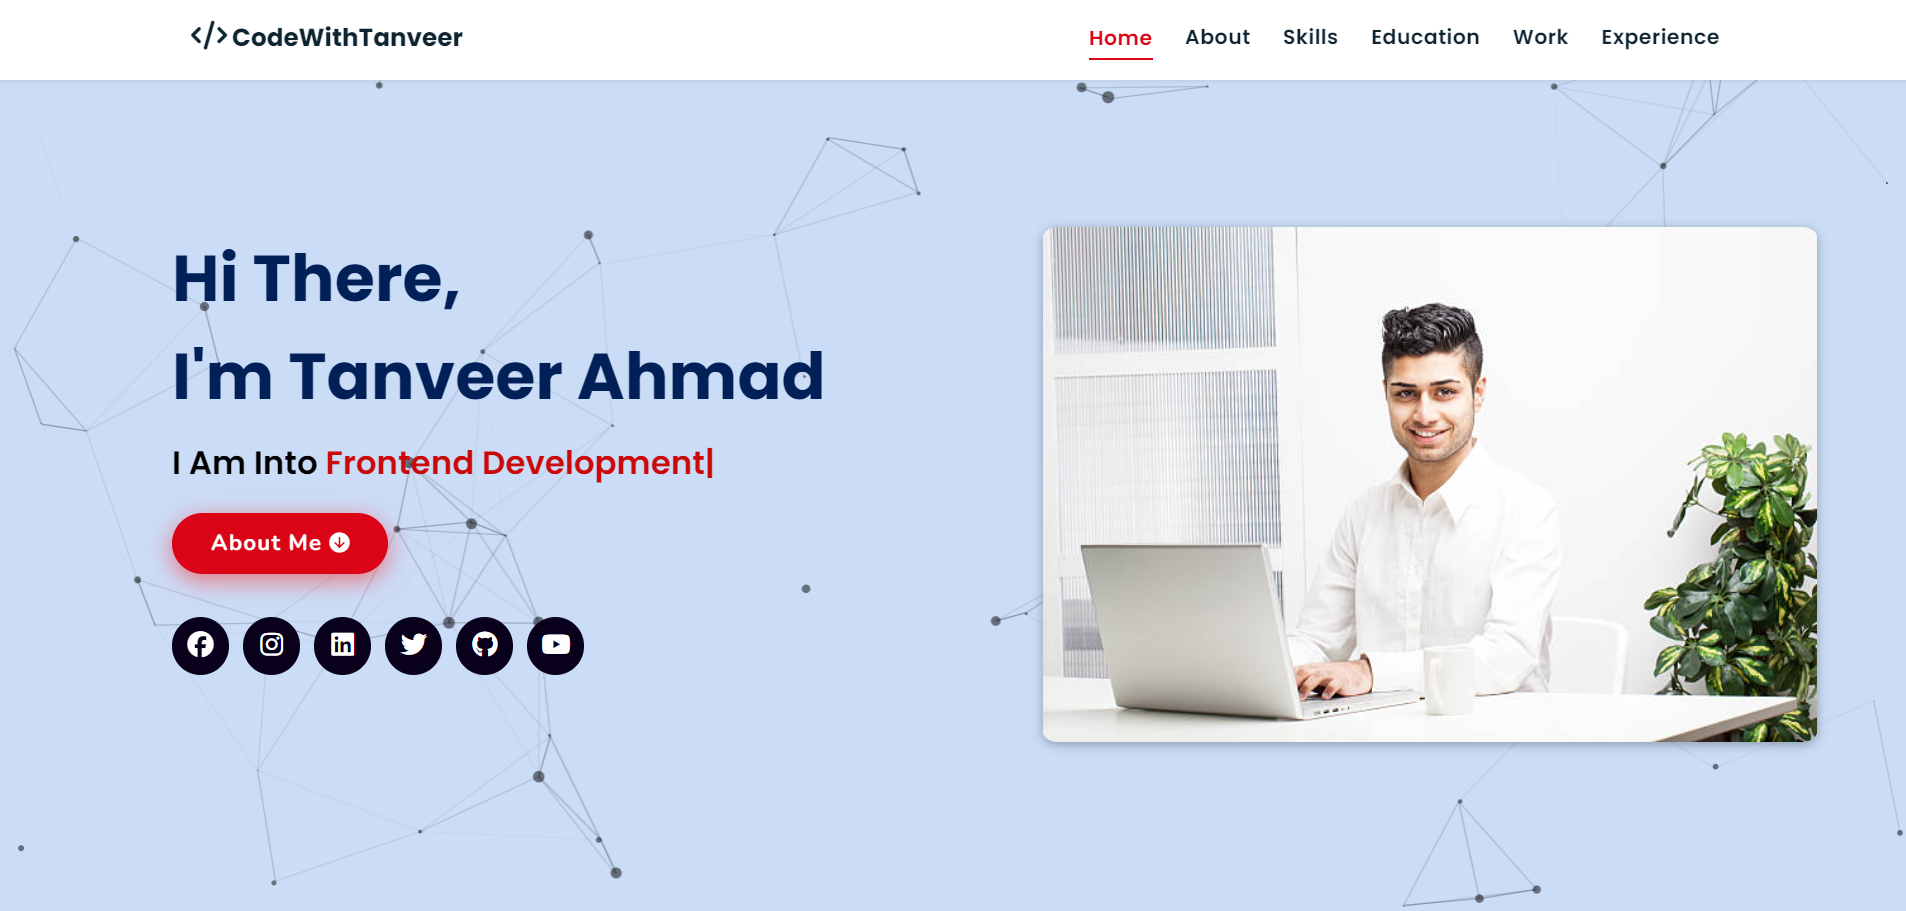 </> CodeWithTanveer
Home About Skills Education Work Experience
Hi There,
I'm Tanveer Ahmad
I Am Into Frontend Development|
About Me